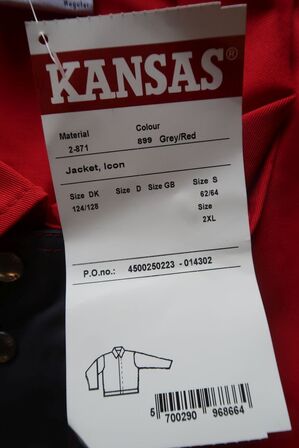 Regular
KANSAS®
Material Colour
2-871 899 Grey/Red
Jacket, Icon
Size DK Size D Size GB Size S
124/128 62/64
Size
2XL
P.O.no.: 4500250223 - 014302
5 700290 968664